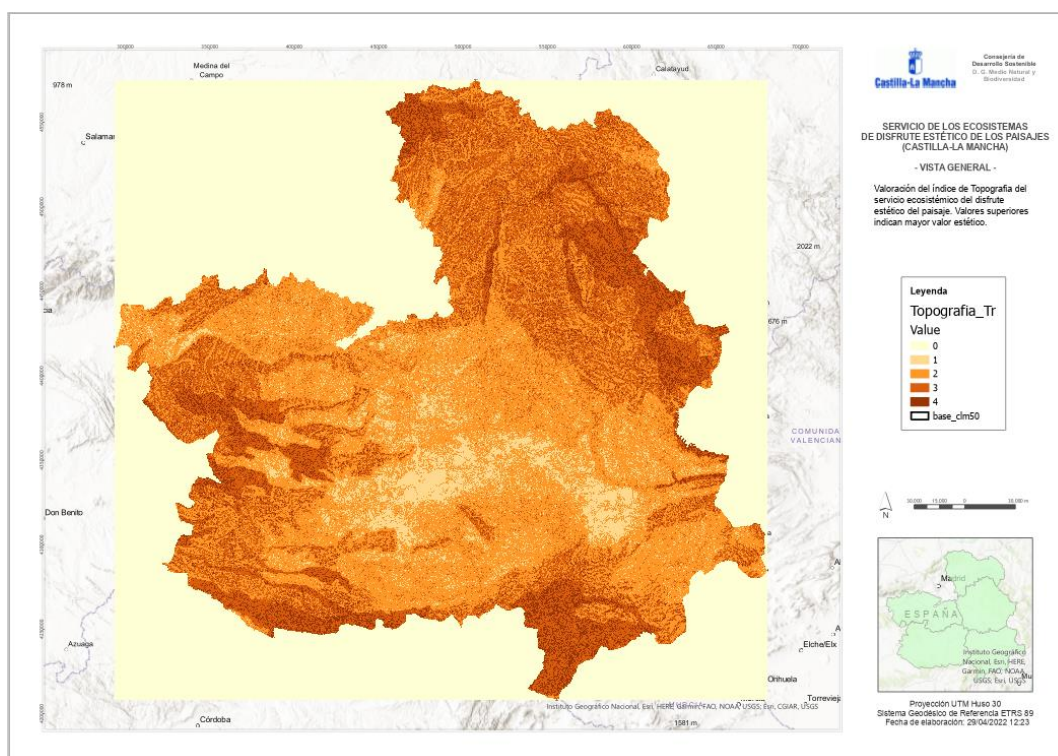 Medina del
Campo
Calatayud
978 m
Salamar
2022 m
676 m
COMUNIDA
VALENCIAN
Don Benito
Azuaga
Córdoba
Elche/Elx
Orihuela
Torrevieja
1581 m
Instituto Geográfico Nacional, Esri, HERE, Garmin, FAO, NOAA, USGS; Esri, CGIAR, USGS
Castilla-La Mancha
Consejería de
Desarrollo Sostenible
D. G. Medio Natural y
Biodiversidad
SERVICIO DE LOS ECOSISTEMAS
DE DISFRUTE ESTÉTICO DE LOS PAISAJES
(CASTILLA-LA MANCHA)
- VISTA GENERAL -
Valoración del índice de Topografia del
servicio ecosistémico del disfrute
estético del paisaje. Valores superiores
indican mayor valor estético.
Leyenda
Topografia_Tr
Value
0
1
2
3
4
base_clm50
N
Madrid
ESPAÑA
Instituto Geográfico
Nacional, Esri, HERE,
Garmin, FAO, NOAA,
USGS; Esri, USGS
Mu
Proyección UTM Huso 30
Sistema Geodésico de Referencia ETRS 89
Fecha de elaboración: 29/04/2022 12:23